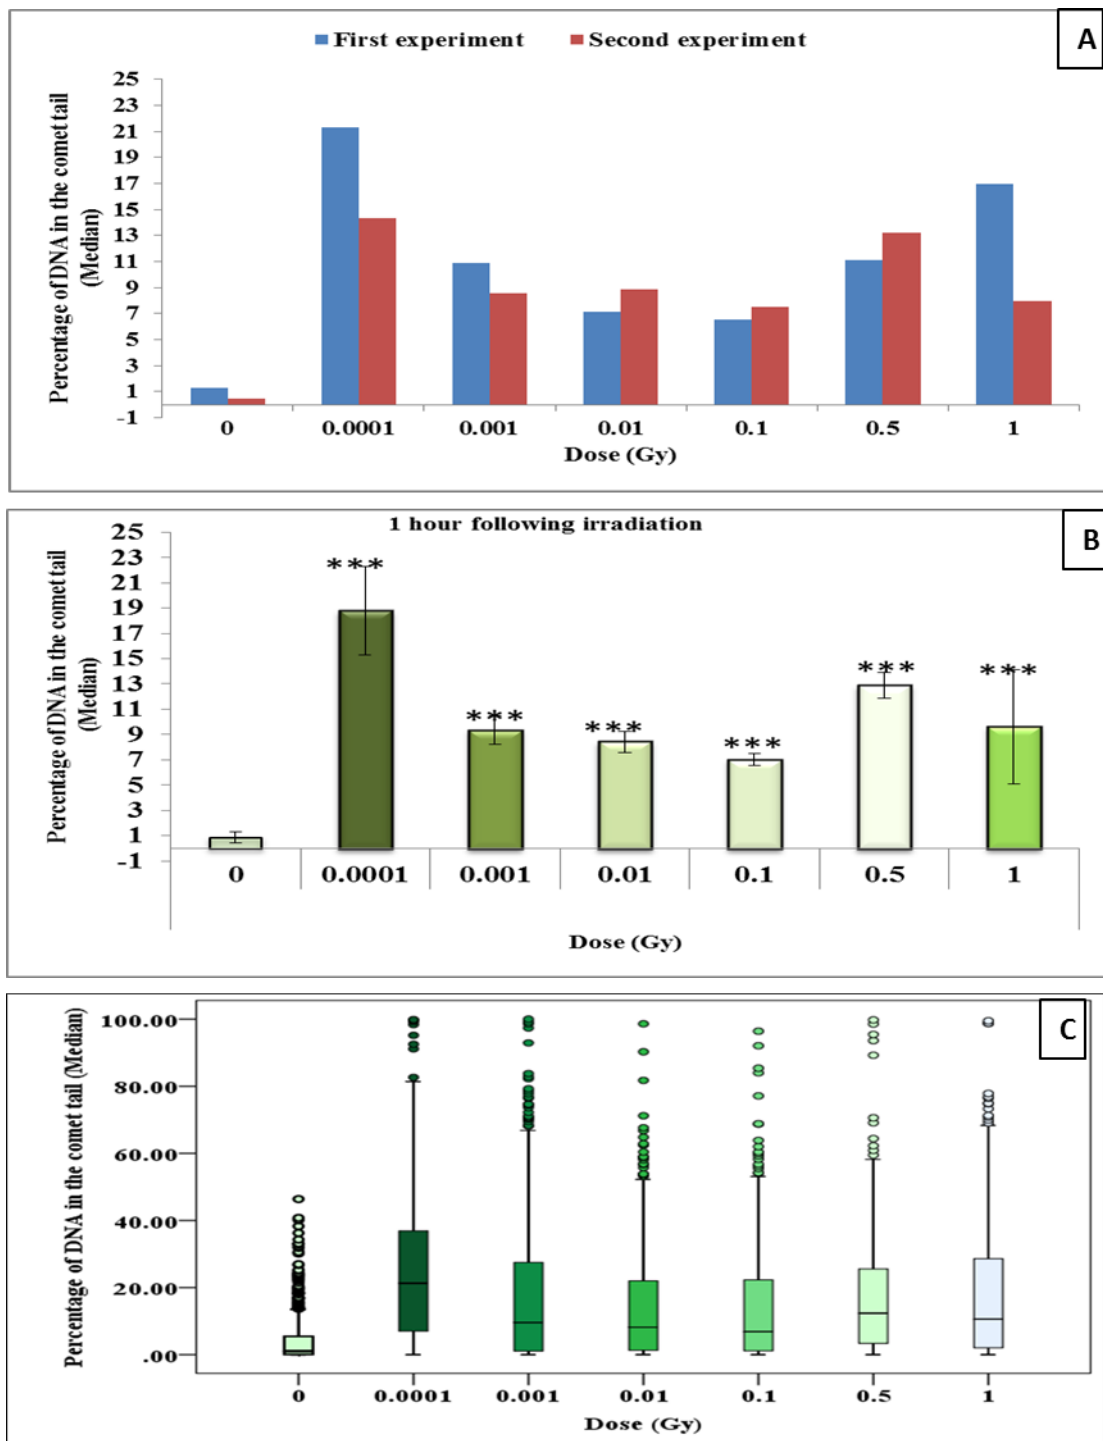 First experiment Second experiment
A
Percentage of DNA in the comet tail
(Median)
25
23
21
19
17
15
13
11
9
7
5
3
1
-1
0 0.0001 0.001 0.01 0.1 0.5 1
Dose (Gy)
1 hour following irradiation
B
Percentage of DNA in the comet tail
(Median)
25
23
21
19
17
15
13
11
9
7
5
3
1
-1
*** *** *** *** *** ***
0 0.0001 0.001 0.01 0.1 0.5 1
Dose (Gy)
C
Percentage of DNA in the comet tail (Median)
100.00
80.00
60.00
40.00
20.00
.00
0 0.0001 0.001 0.01 0.1 0.5 1
Dose (Gy)